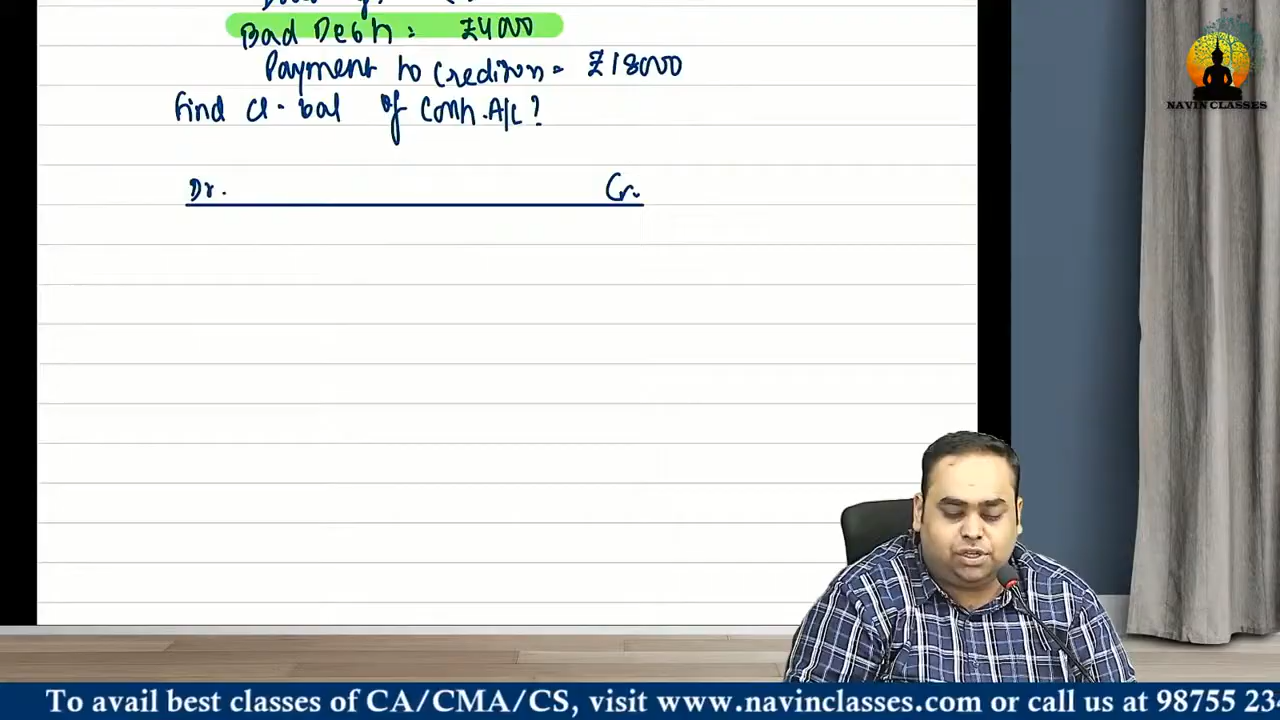 Bad Debts = ₹4000
Payment to Creditors = ₹18000
Find Cl. bal of Cash A/c?
Dr. Cr.
NAVIN CLASSES
To avail best classes of CA/CMA/CS, visit www.navinclasses.com or call us at 98755 23